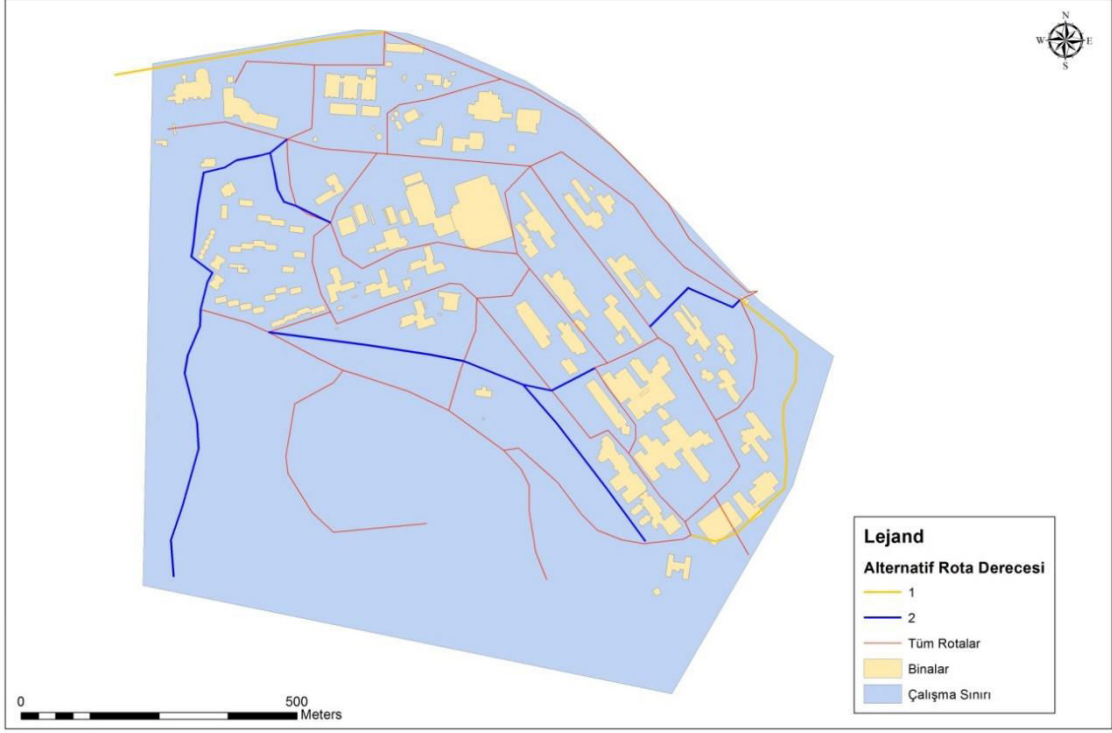 N
W E
S
Lejand
Alternatif Rota Derecesi
1
2
Tüm Rotalar
Binalar
Çalışma Sınırı
0 500
Meters